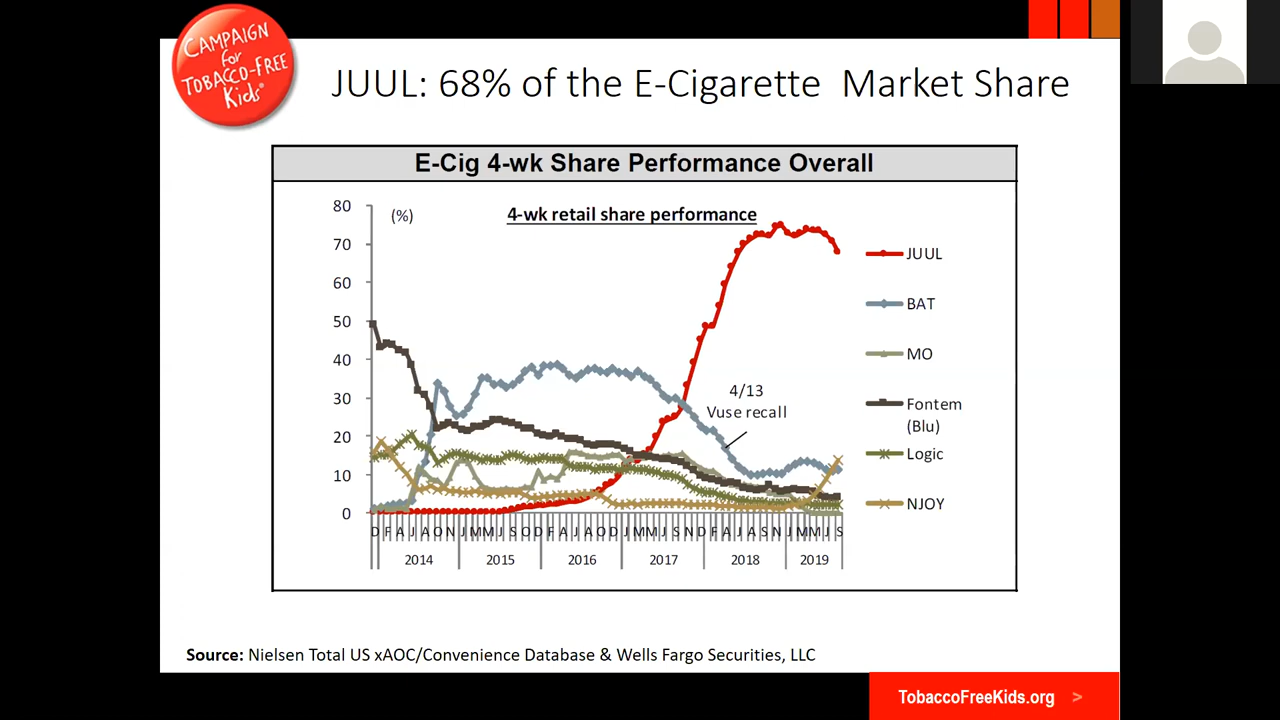 CAMPAIGN
for
TOBACCO-FREE
Kids®
JUUL: 68% of the E-Cigarette Market Share
E-Cig 4-wk Share Performance Overall
(%)
4-wk retail share performance
80
70
60
50
40
30
20
10
0
4/13
Vuse recall
JUUL
BAT
MO
Fontem
(Blu)
Logic
NJOY
D F A J A O N J M M J S O D F A J A O D J M M J S N D F A J A S N J M M J S
2014 2015 2016 2017 2018 2019
Source: Nielsen Total US xAOC/Convenience Database & Wells Fargo Securities, LLC
TobaccoFreeKids.org >